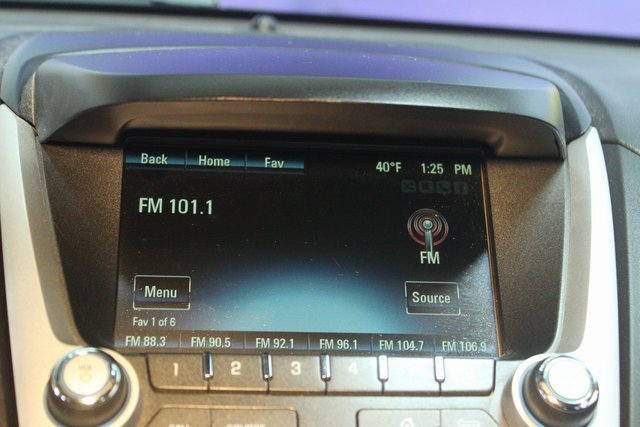 Back Home Fav 40°F 1:25 PM
FM 101.1
FM
Menu Source
Fav 1 of 6
FM 88.3 FM 90.5 FM 92.1 FM 96.1 FM 104.7 FM 106.9
1 2 3 4